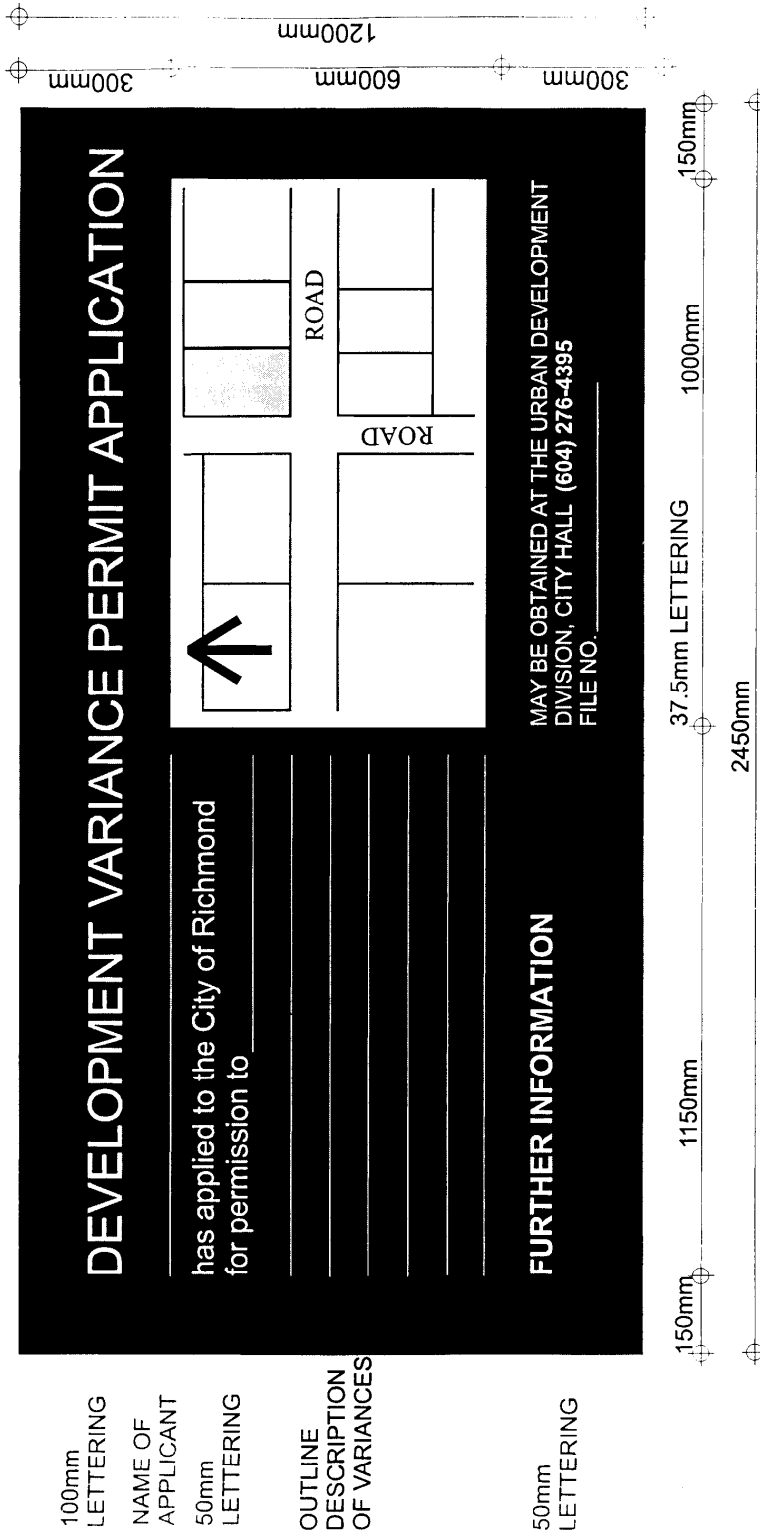 100mm
LETTERING
NAME OF
APPLICANT
50mm
LETTERING
OUTLINE
DESCRIPTION
OF VARIANCES
50mm
LETTERING
DEVELOPMENT VARIANCE PERMIT APPLICATION
has applied to the City of Richmond
for permission to
ROAD
ROAD
FURTHER INFORMATION
MAY BE OBTAINED AT THE URBAN DEVELOPMENT
DIVISION, CITY HALL (604) 276-4395
FILE NO.
300mm
600mm
300mm
1200mm
37.5mm LETTERING
150mm
1150mm
1000mm
150mm
2450mm